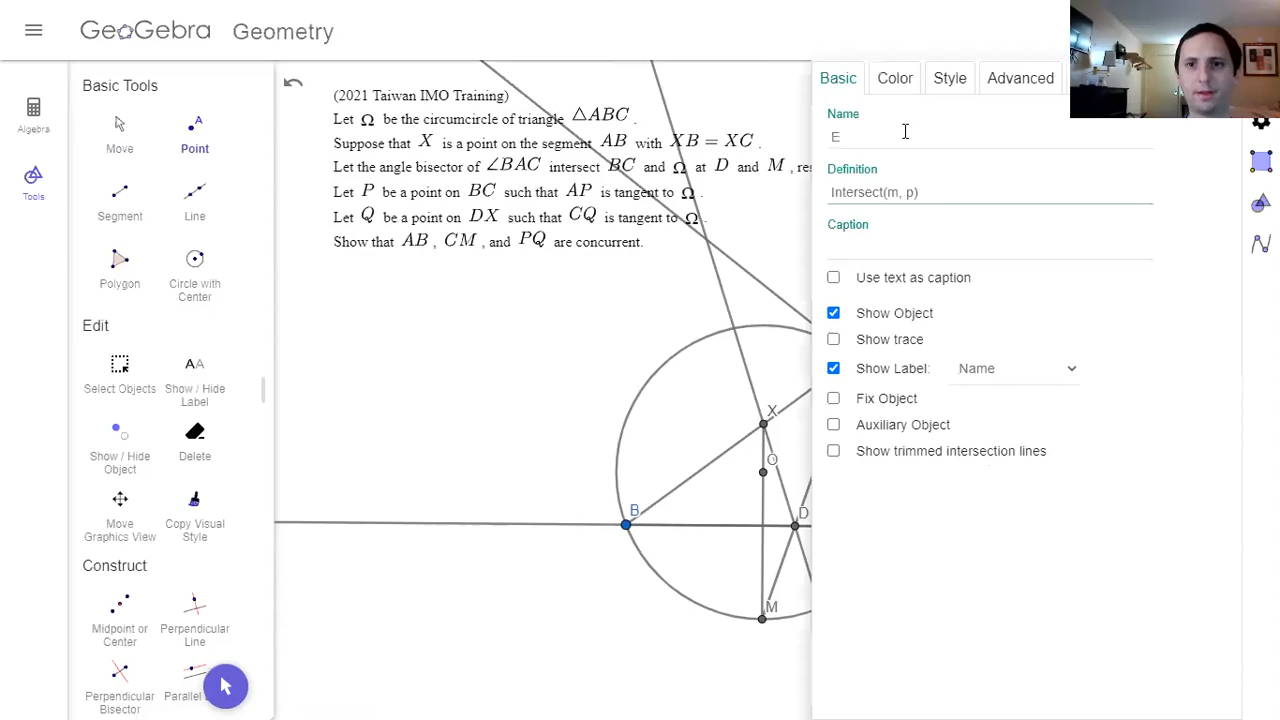 GeoGebra Geometry
Basic Tools
Move
Point
Segment
Line
Polygon
Circle with
Center
Edit
Select Objects
Show / Hide
Label
Show / Hide
Object
Delete
Move
Graphics View
Copy Visual
Style
Construct
Midpoint or
Center
Perpendicular
Line
Perpendicular
Bisector
Parallel
Algebra
Tools
(2021 Taiwan IMO Training)
Let Ω be the circumcircle of triangle △ABC .
Suppose that X is a point on the segment AB with XB = XC .
Let the angle bisector of ∠BAC intersect BC and Ω at D and M , res
Let P be a point on BC such that AP is tangent to Ω .
Let Q be a point on DX such that CQ is tangent to Ω .
Show that AB , CM , and PQ are concurrent.
X
O
B
D
M
Basic Color Style Advanced
Name
E
Definition
Intersect(m, p)
Caption
Use text as caption
Show Object
Show trace
Show Label: Name
Fix Object
Auxiliary Object
Show trimmed intersection lines